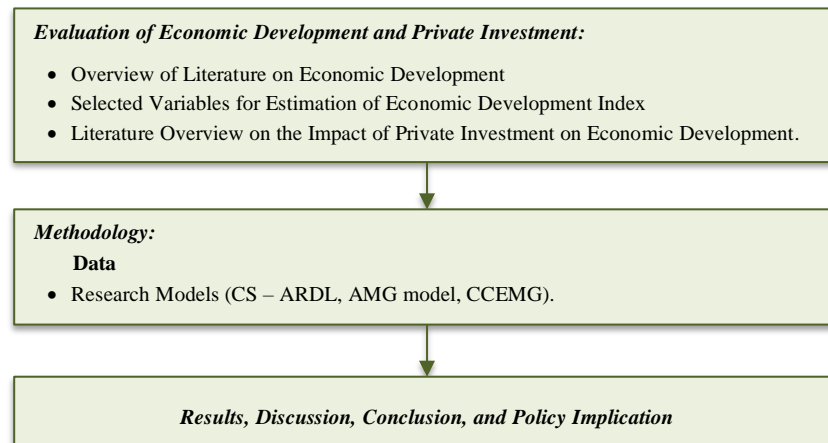 Evaluation of Economic Development and Private Investment:
• Overview of Literature on Economic Development
• Selected Variables for Estimation of Economic Development Index
• Literature Overview on the Impact of Private Investment on Economic Development.
Methodology:
Data
• Research Models (CS – ARDL, AMG model, CCEMG).
Results, Discussion, Conclusion, and Policy Implication